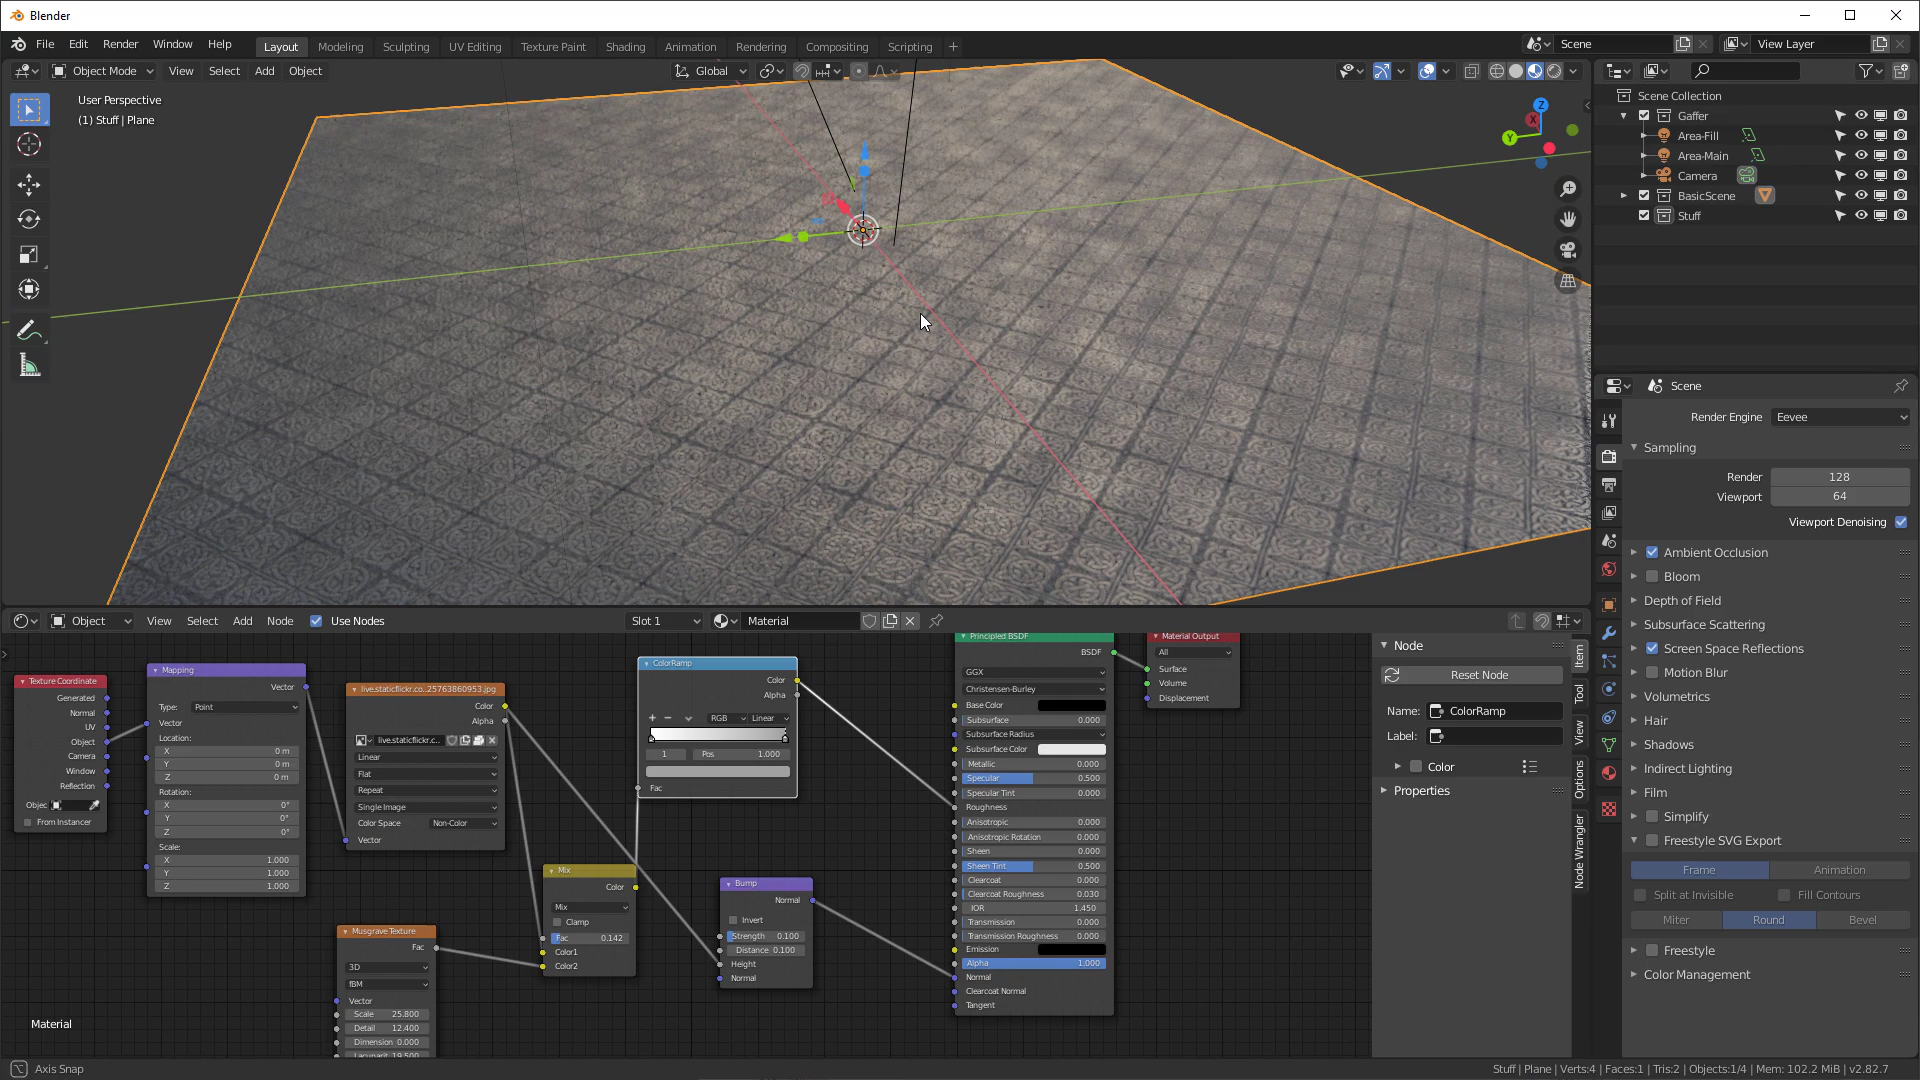 Blender
File Edit Render Window Help
Layout Modeling Sculpting UV Editing Texture Paint Shading Animation Rendering Compositing Scripting +
Scene View Layer
Object Mode View Select Add Object
Global
User Perspective
(1) Stuff | Plane
Z
X
Y
Scene Collection
Gaffer
Area-Fill
Area-Main
Camera
BasicScene
Stuff
Scene
Render Engine Eevee
Sampling
Render 128
Viewport 64
Viewport Denoising
Ambient Occlusion
Bloom
Depth of Field
Subsurface Scattering
Screen Space Reflections
Motion Blur
Volumetrics
Hair
Shadows
Indirect Lighting
Film
Simplify
Freestyle SVG Export
Frame Animation
Split at Invisible Fill Contours
Miter Round Bevel
Freestyle
Color Management
Object View Select Add Node Use Nodes
Slot 1 Material
Texture Coordinate
Generated
Normal
UV
Object
Camera
Window
Reflection
Objec
From Instancer
Mapping
Vector
Type: Point
Vector
Location:
X 0 m
Y 0 m
Z 0 m
Rotation:
X 0°
Y 0°
Z 0°
Scale:
X 1.000
Y 1.000
Z 1.000
live.staticflickr.co..25763860953.jpg
Color
Alpha
live.staticflickr.c..
Linear
Flat
Repeat
Single Image
Color Space Non-Color
Vector
Musgrave Texture
Fac
3D
fBM
Vector
Scale 25.800
Detail 12.400
Dimension 0.000
Lacunarit 19.500
Mix
Color
Mix
Clamp
Fac 0.142
Color1
Color2
ColorRamp
Color
Alpha
RGB Linear
1 Pos 1.000
Fac
Bump
Normal
Invert
Strength 0.100
Distance 0.100
Height
Normal
Principled BSDF
BSDF
GGX
Christensen-Burley
Base Color
Subsurface 0.000
Subsurface Radius
Subsurface Color
Metallic 0.000
Specular 0.500
Specular Tint 0.000
Roughness
Anisotropic 0.000
Anisotropic Rotation 0.000
Sheen 0.000
Sheen Tint 0.500
Clearcoat 0.000
Clearcoat Roughness 0.030
IOR 1.450
Transmission 0.000
Transmission Roughness 0.000
Emission
Alpha 1.000
Normal
Clearcoat Normal
Tangent
Material Output
All
Surface
Volume
Displacement
Node
Reset Node
Name: ColorRamp
Label:
Color
Properties
Item
Tool
View
Options
Node Wrangler
Material
Axis Snap
Stuff | Plane | Verts:4 | Faces:1 | Tris:2 | Objects:1/4 | Mem: 102.2 MiB | v2.82.7